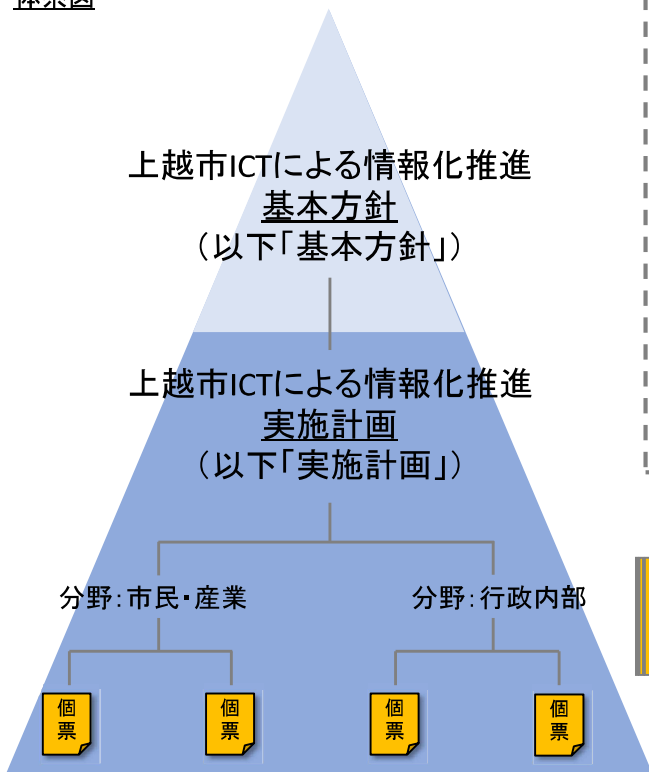 体系図
上越市ICTによる情報化推進
基本方針
（以下「基本方針」）
上越市ICTによる情報化推進
実施計画
（以下「実施計画」）
分野：市民・産業
分野：行政内部
個票
個票
個票
個票